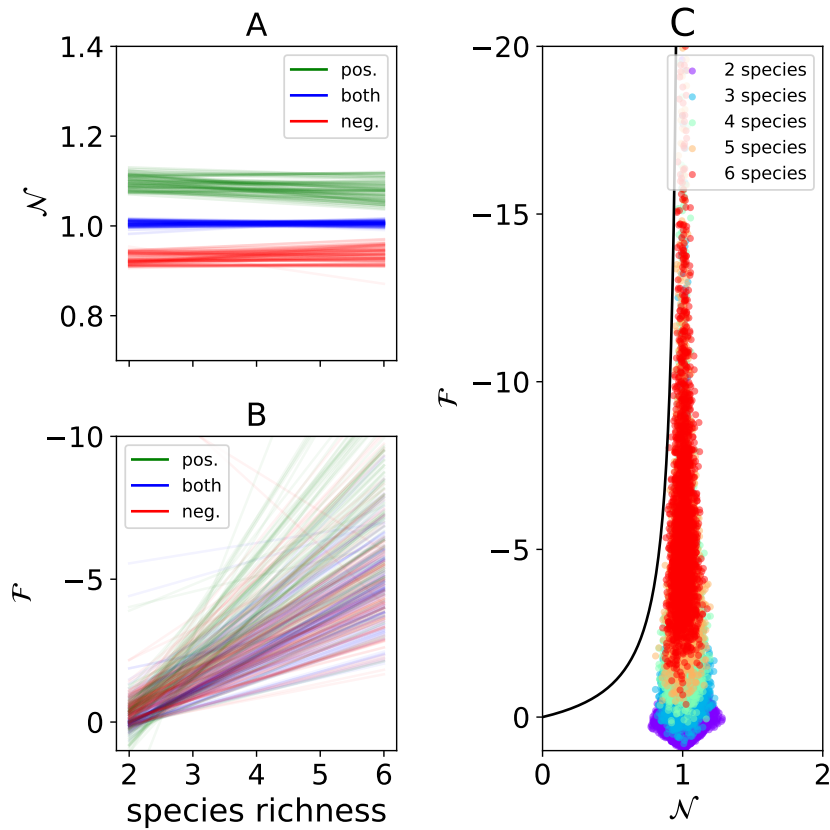 A
1.4
1.2
1.0
0.8
𝒩
pos.
both
neg.
B
−10
−5
0
ℱ
pos.
both
neg.
2 3 4 5 6
species richness
C
−20
−15
−10
−5
0
ℱ
2 species
3 species
4 species
5 species
6 species
0 1 2
𝒩